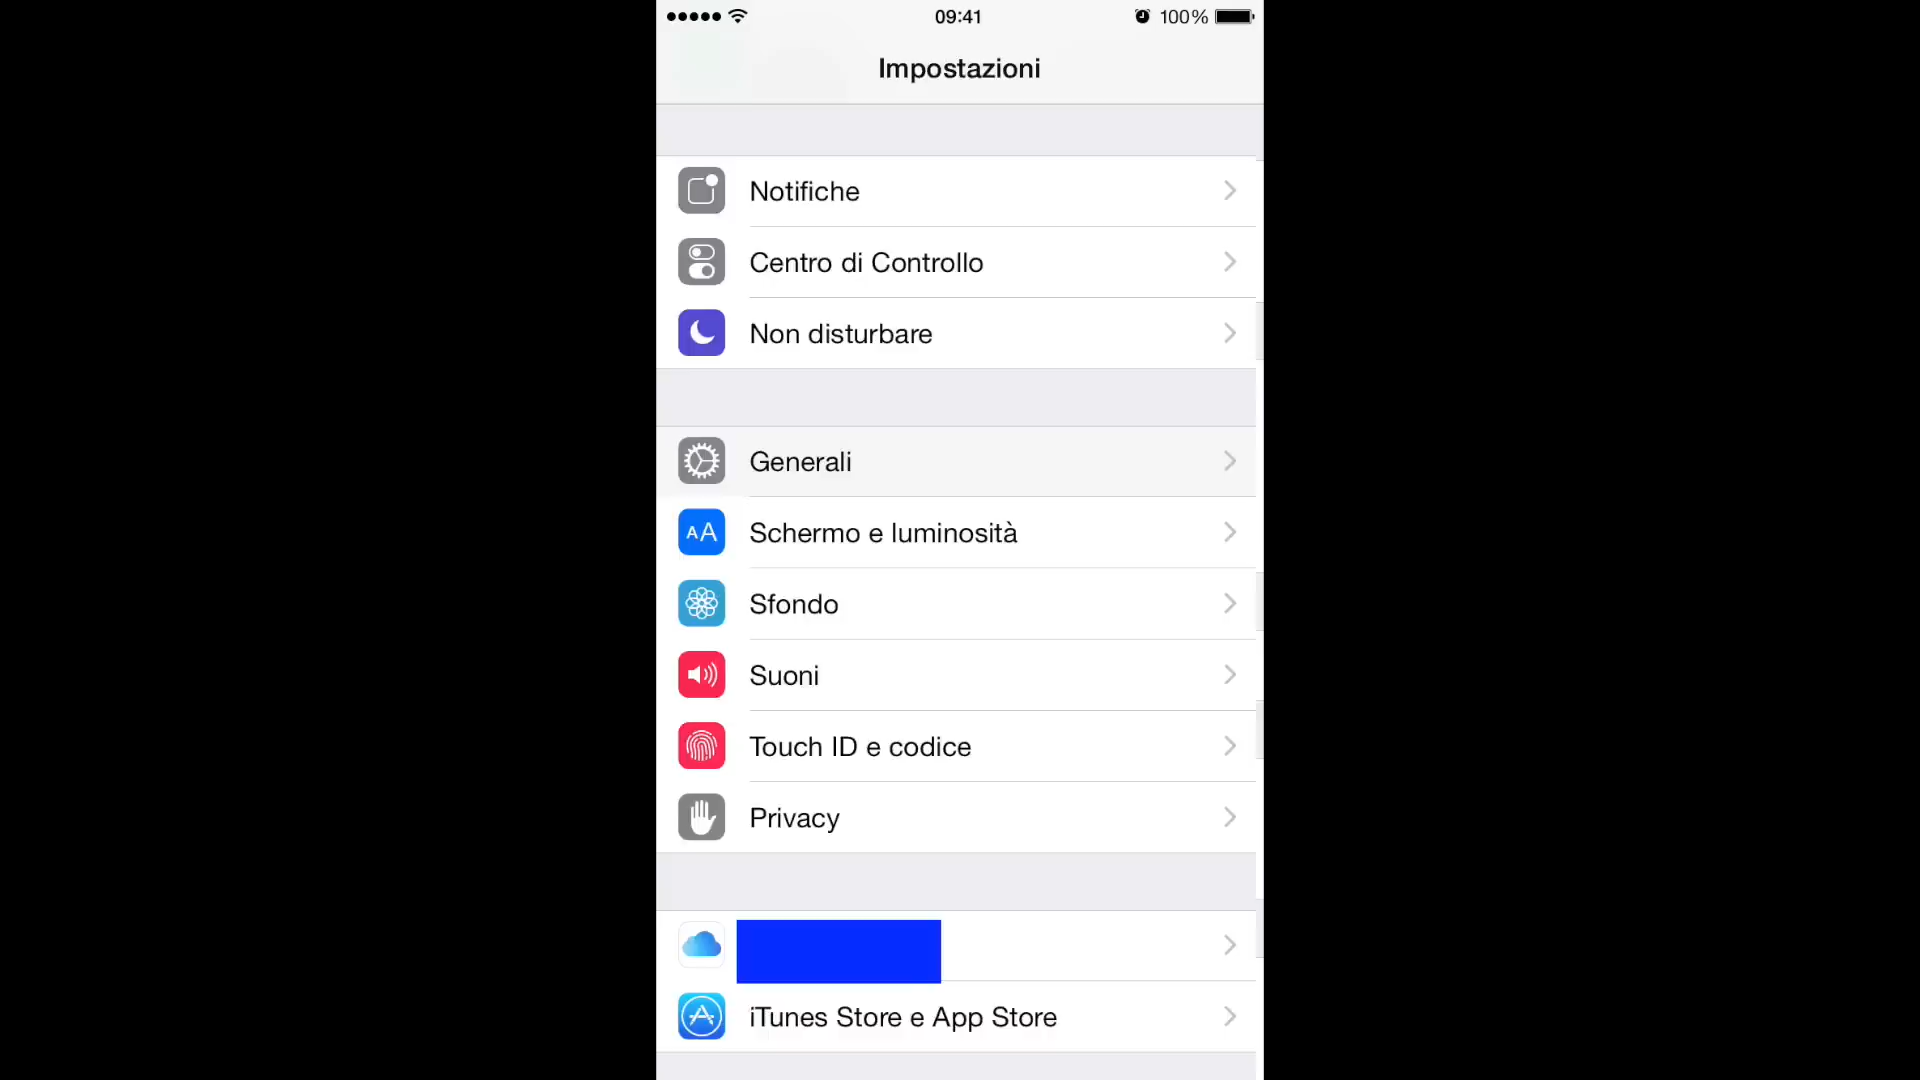 09:41
100%
Impostazioni
Notifiche
Centro di Controllo
Non disturbare
Generali
AA Schermo e luminosità
Sfondo
Suoni
Touch ID e codice
Privacy
iTunes Store e App Store